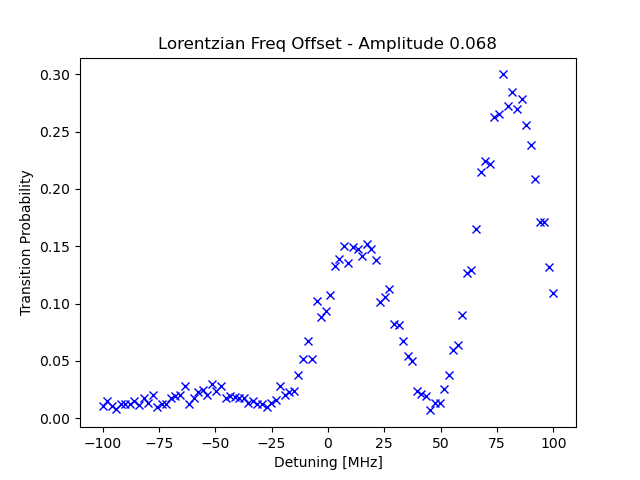 Lorentzian Freq Offset - Amplitude 0.068
0.30
0.25
0.20
0.15
0.10
0.05
0.00
Transition Probability
−100 −75 −50 −25 0 25 50 75 100
Detuning [MHz]